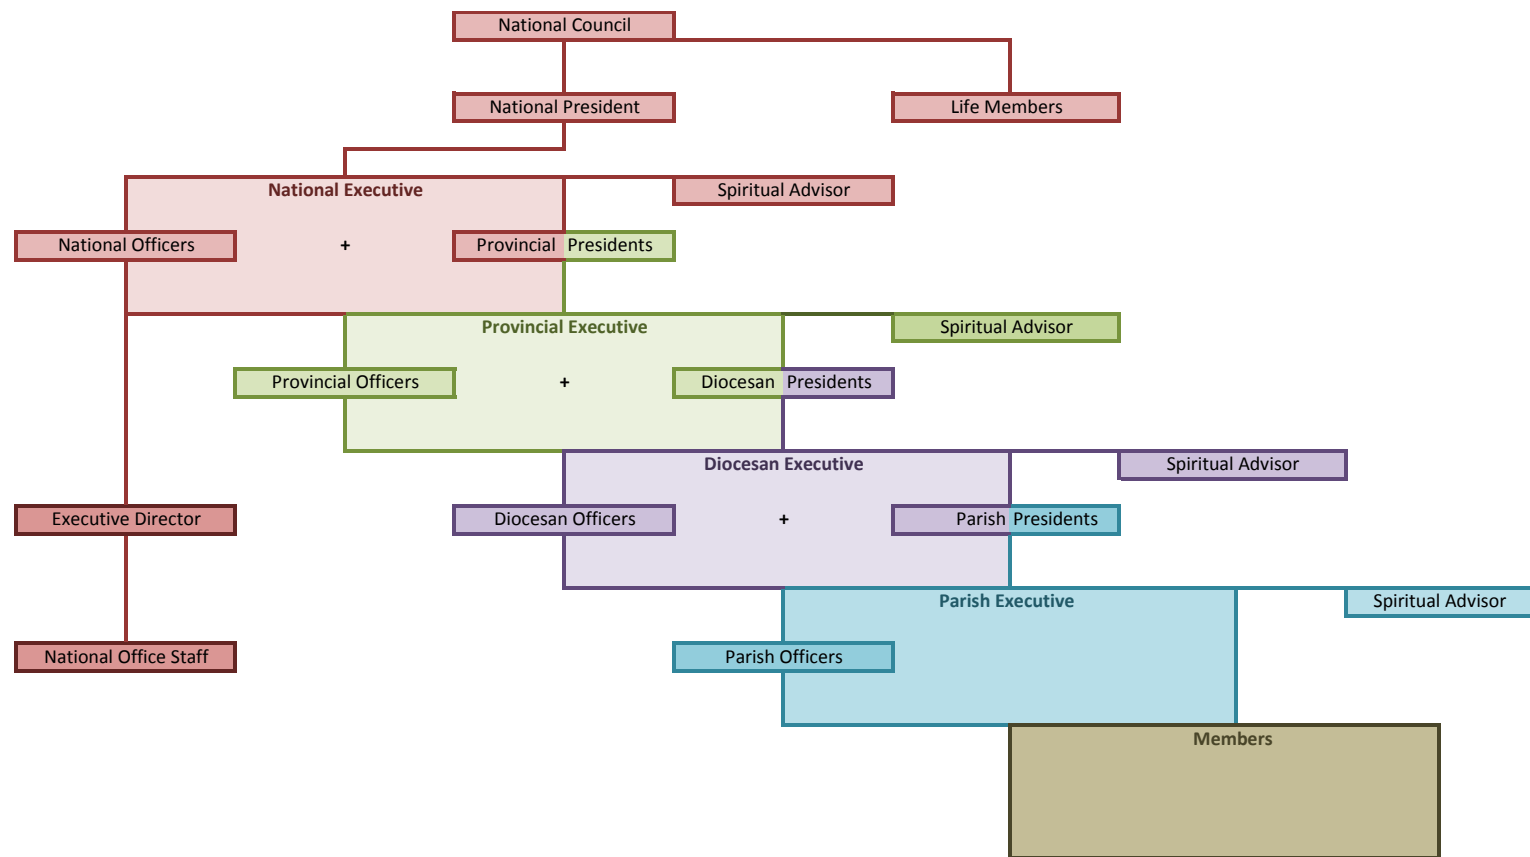 National Council
National President
Life Members
National Executive
Spiritual Advisor
National Officers
+
Provincial Presidents
Provincial Executive
Spiritual Advisor
Provincial Officers
+
Diocesan Presidents
Diocesan Executive
Spiritual Advisor
Executive Director
Diocesan Officers
+
Parish Presidents
Parish Executive
Spiritual Advisor
National Office Staff
Parish Officers
Members